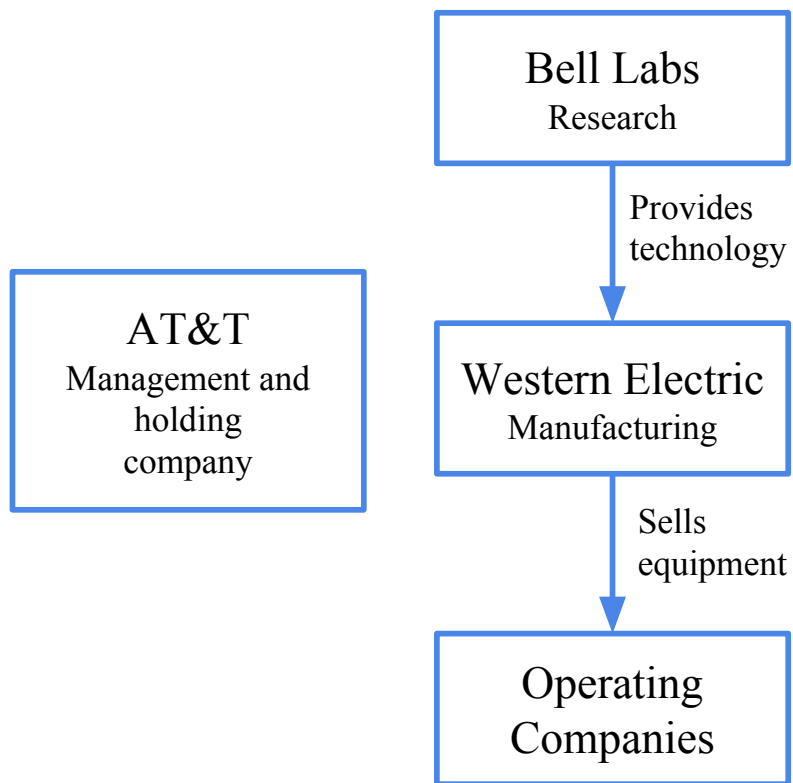 Bell Labs
Research
Provides
technology
AT&T
Management and
holding
company
Western Electric
Manufacturing
Sells
equipment
Operating
Companies